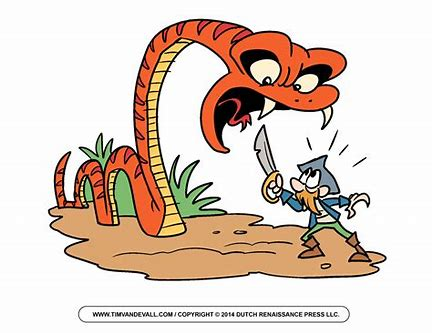 WWW.TIMVANDEVALL.COM / COPYRIGHT © 2014 DUTCH RENAISSANCE PRESS LLC.